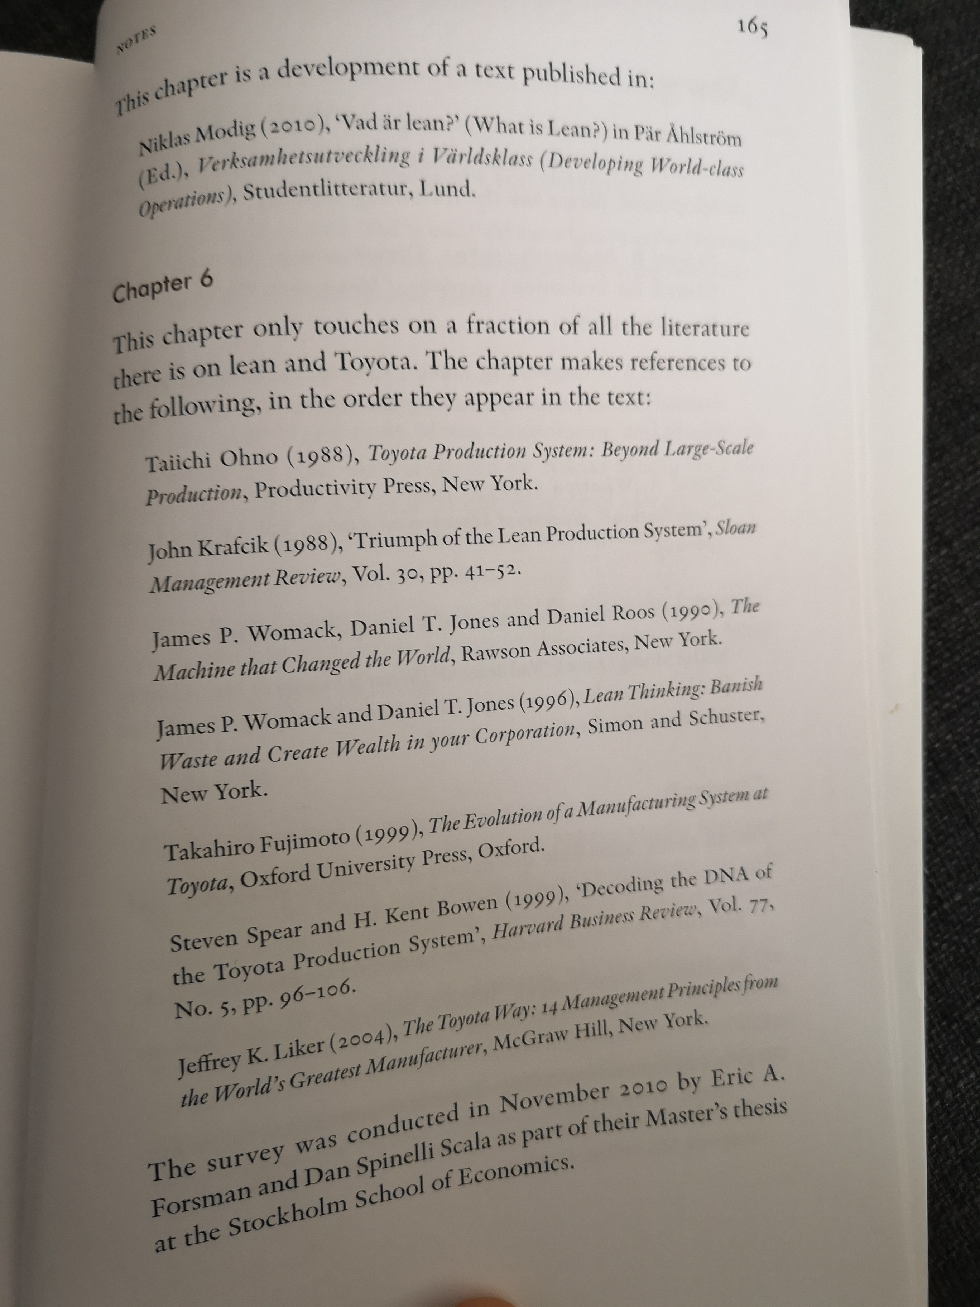 NOTES 165
This chapter is a development of a text published in:
Niklas Modig (2010), ‘Vad är lean?’ (What is Lean?) in Pär Åhlström
(Ed.), Verksamhetsutveckling i Världsklass (Developing World-class
Operations), Studentlitteratur, Lund.
Chapter 6
This chapter only touches on a fraction of all the literature
there is on lean and Toyota. The chapter makes references to
the following, in the order they appear in the text:
Taiichi Ohno (1988), Toyota Production System: Beyond Large-Scale
Production, Productivity Press, New York.
John Krafcik (1988), ‘Triumph of the Lean Production System’, Sloan
Management Review, Vol. 30, pp. 41–52.
James P. Womack, Daniel T. Jones and Daniel Roos (1990), The
Machine that Changed the World, Rawson Associates, New York.
James P. Womack and Daniel T. Jones (1996), Lean Thinking: Banish
Waste and Create Wealth in your Corporation, Simon and Schuster,
New York.
Takahiro Fujimoto (1999), The Evolution of a Manufacturing System at
Toyota, Oxford University Press, Oxford.
Steven Spear and H. Kent Bowen (1999), ‘Decoding the DNA of
the Toyota Production System’, Harvard Business Review, Vol. 77,
No. 5, pp. 96–106.
Jeffrey K. Liker (2004), The Toyota Way: 14 Management Principles from
the World’s Greatest Manufacturer, McGraw Hill, New York.
The survey was conducted in November 2010 by Eric A.
Forsman and Dan Spinelli Scala as part of their Master’s thesis
at the Stockholm School of Economics.